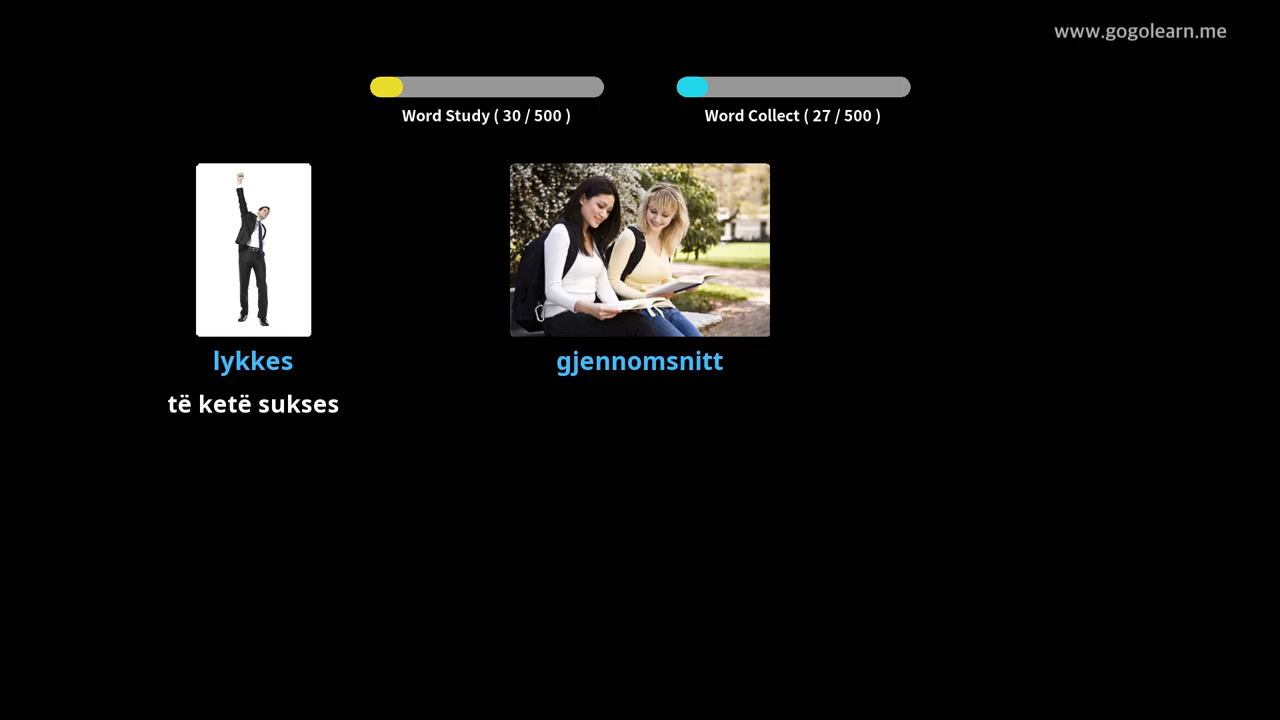 www.gogolearn.me
Word Study ( 30 / 500 )
Word Collect ( 27 / 500 )
lykkes
gjennomsnitt
të ketë sukses